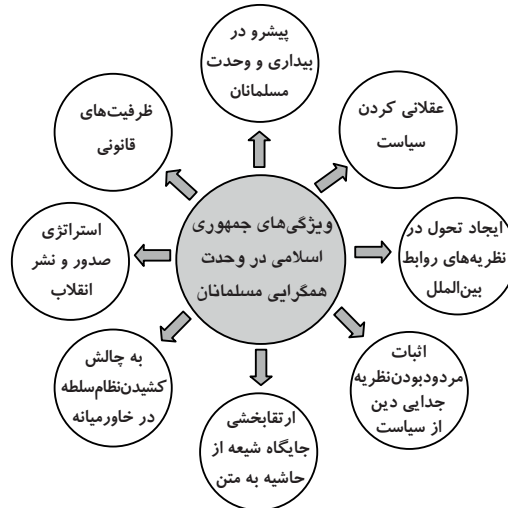 پیشرو در
بیداری و وحدت
مسلمانان
عقلانی کردن
سیاست
ایجاد تحول در
نظریه‌های روابط
بین‌الملل
اثبات
مردودبودن‌نظریه
جدایی دین
از سیاست
ارتقابخشی
جایگاه شیعه از
حاشیه به متن
به چالش
کشیدن‌نظام‌سلطه
در خاورمیانه
استراتژی
صدور و نشر
انقلاب
ظرفیت‌های
قانونی
ویژگی‌های جمهوری
اسلامی در وحدت
همگرایی مسلمانان